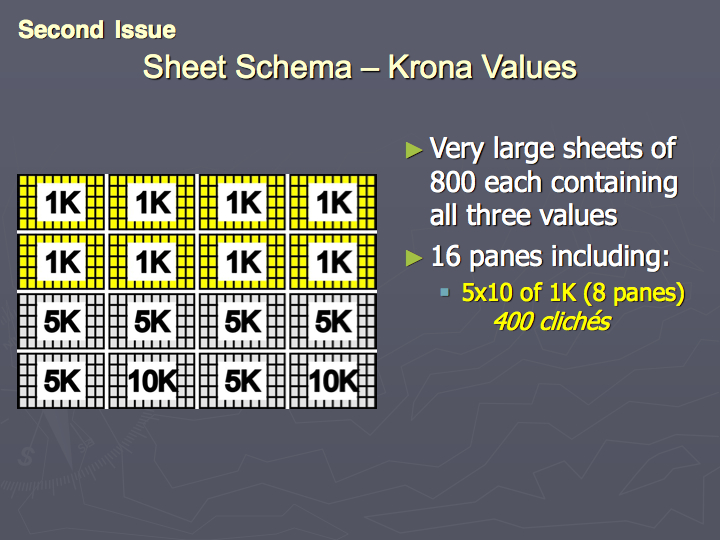 Second Issue
Sheet Schema – Krona Values
1K 1K 1K 1K
1K 1K 1K 1K
5K 5K 5K 5K
5K 10K 5K 10K
► Very large sheets of
800 each containing
all three values
► 16 panes including:
▪ 5x10 of 1K (8 panes)
400 clichés
S